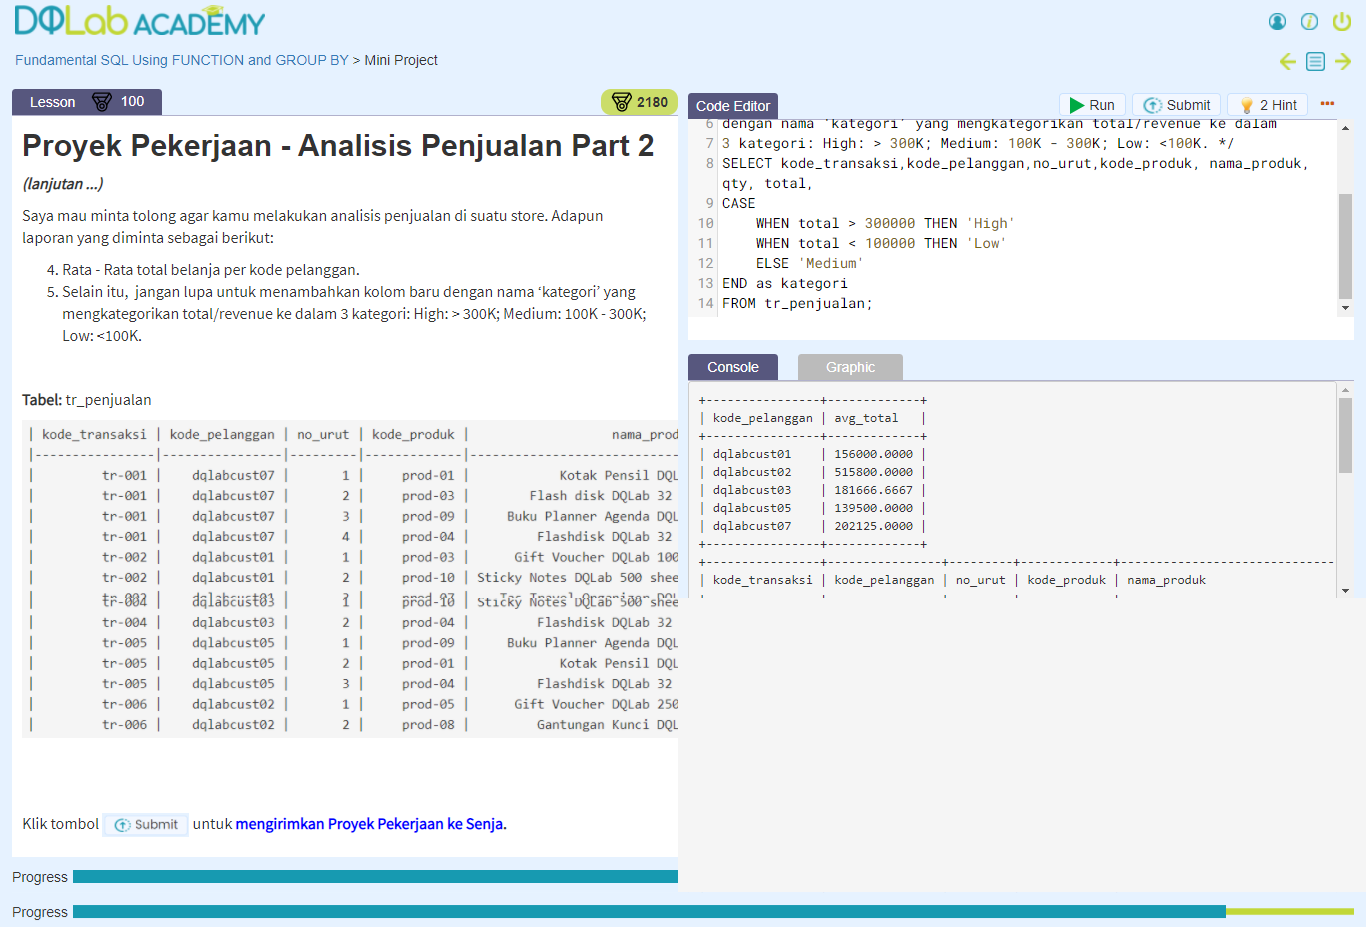 DQLab ACADEMY
Fundamental SQL Using FUNCTION and GROUP BY > Mini Project
Lesson 100
2180
Proyek Pekerjaan - Analisis Penjualan Part 2
(lanjutan ...)
Saya mau minta tolong agar kamu melakukan analisis penjualan di suatu store. Adapun
laporan yang diminta sebagai berikut:
4. Rata - Rata total belanja per kode pelanggan.
5. Selain itu, jangan lupa untuk menambahkan kolom baru dengan nama ‘kategori’ yang
mengkategorikan total/revenue ke dalam 3 kategori: High: > 300K; Medium: 100K - 300K;
Low: <100K.
Tabel: tr_penjualan
| kode_transaksi | kode_pelanggan | no_urut | kode_produk | nama_prod
|----------------|----------------|---------|-------------|----------------------------
| tr-001 | dqlabcust07 | 1 | prod-01 | Kotak Pensil DQL
| tr-001 | dqlabcust07 | 2 | prod-03 | Flash disk DQLab 32
| tr-001 | dqlabcust07 | 3 | prod-09 | Buku Planner Agenda DQL
| tr-001 | dqlabcust07 | 4 | prod-04 | Flashdisk DQLab 32
| tr-002 | dqlabcust01 | 1 | prod-03 | Gift Voucher DQLab 100
| tr-002 | dqlabcust01 | 2 | prod-10 | Sticky Notes DQLab 500 shee
| tr-004 | dqlabcust03 | 1 | prod-10 | Sticky Notes DQLab 500 shee
| tr-004 | dqlabcust03 | 2 | prod-04 | Flashdisk DQLab 32
| tr-005 | dqlabcust05 | 1 | prod-09 | Buku Planner Agenda DQL
| tr-005 | dqlabcust05 | 2 | prod-01 | Kotak Pensil DQL
| tr-005 | dqlabcust05 | 3 | prod-04 | Flashdisk DQLab 32
| tr-006 | dqlabcust02 | 1 | prod-05 | Gift Voucher DQLab 250
| tr-006 | dqlabcust02 | 2 | prod-08 | Gantungan Kunci DQL
Klik tombol Submit untuk mengirimkan Proyek Pekerjaan ke Senja.
Progress
Progress
Code Editor
Run
Submit
2 Hint
6 dengan nama 'kategori' yang mengkategorikan total/revenue ke dalam
7 3 kategori: High: > 300K; Medium: 100K - 300K; Low: <100K. */
8 SELECT kode_transaksi,kode_pelanggan,no_urut,kode_produk, nama_produk,
qty, total,
9 CASE
10 WHEN total > 300000 THEN 'High'
11 WHEN total < 100000 THEN 'Low'
12 ELSE 'Medium'
13 END as kategori
14 FROM tr_penjualan;
Console
Graphic
+----------------+-------------+
| kode_pelanggan | avg_total |
+----------------+-------------+
| dqlabcust01 | 156000.0000 |
| dqlabcust02 | 515800.0000 |
| dqlabcust03 | 181666.6667 |
| dqlabcust05 | 139500.0000 |
| dqlabcust07 | 202125.0000 |
+----------------+-------------+
+----------------+----------------+---------+-------------+------------------------------
| kode_transaksi | kode_pelanggan | no_urut | kode_produk | nama_produk